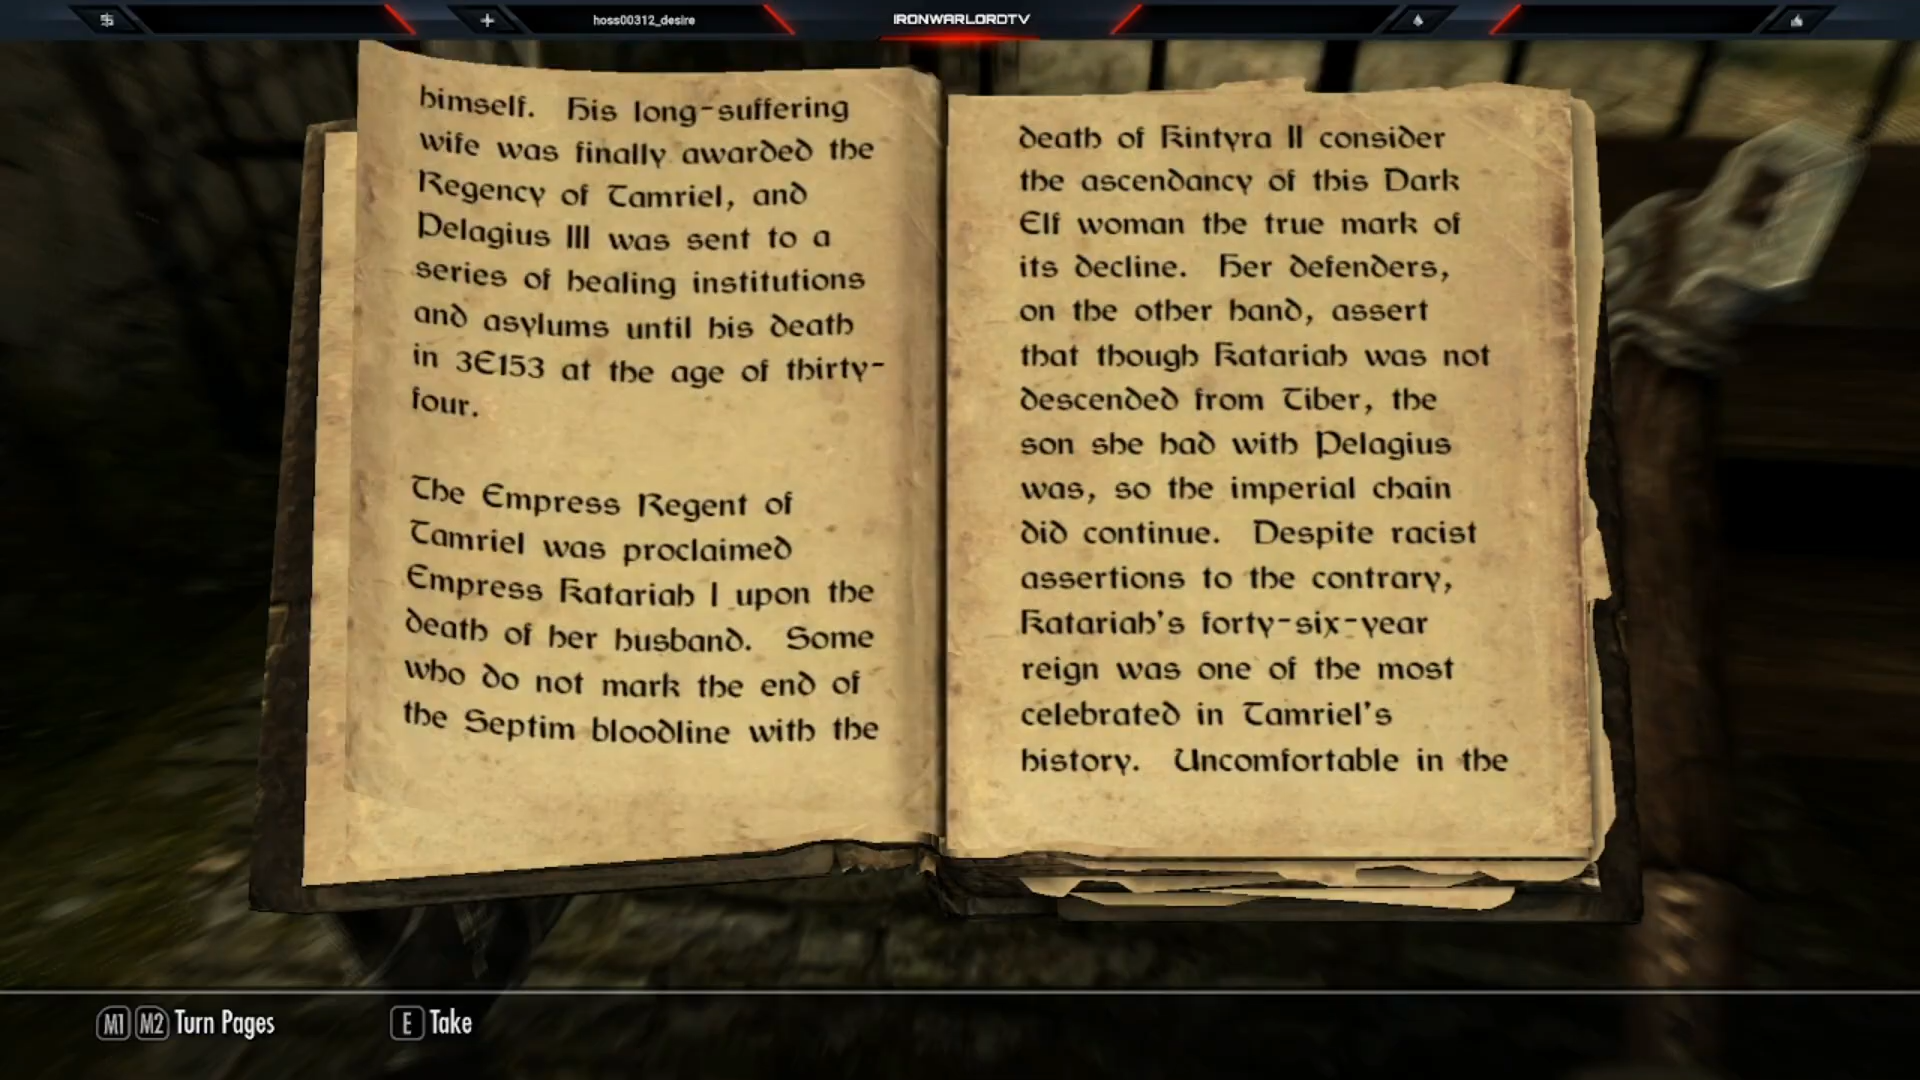 hoss00312_desire
IRONWARLORDTV
himself. His long-suffering
wife was finally awarded the
Regency of Tamriel, and
Pelagius III was sent to a
series of healing institutions
and asylums until his death
in 3E153 at the age of thirty-
four.
The Empress Regent of
Tamriel was proclaimed
Empress Katariah I upon the
death of her husband. Some
who do not mark the end of
the Septim bloodline with the
death of Kintyra II consider
the ascendancy of this Dark
Elf woman the true mark of
its decline. Her defenders,
on the other hand, assert
that though Katariah was not
descended from Tiber, the
son she had with Pelagius
was, so the imperial chain
did continue. Despite racist
assertions to the contrary,
Katariah's forty-six-year
reign was one of the most
celebrated in Tamriel's
history. Uncomfortable in the
M1 M2 Turn Pages
E Take